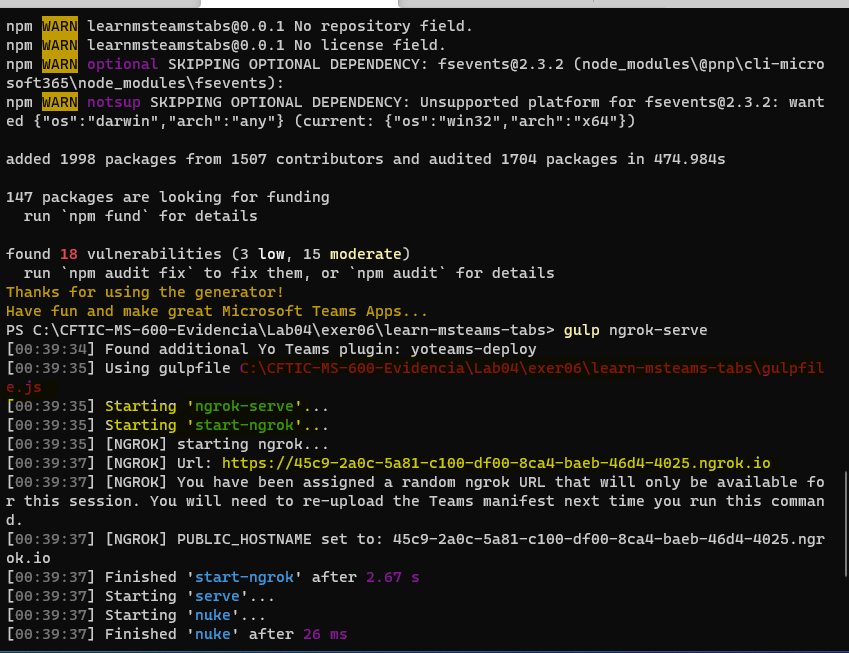 npm WARN learnmsteamstabs@0.0.1 No repository field.
npm WARN learnmsteamstabs@0.0.1 No license field.
npm WARN optional SKIPPING OPTIONAL DEPENDENCY: fsevents@2.3.2 (node_modules\@pnp\cli-micro
soft365\node_modules\fsevents):
npm WARN notsup SKIPPING OPTIONAL DEPENDENCY: Unsupported platform for fsevents@2.3.2: want
ed {"os":"darwin","arch":"any"} (current: {"os":"win32","arch":"x64"})
added 1998 packages from 1507 contributors and audited 1704 packages in 474.984s
147 packages are looking for funding
  run `npm fund` for details
found 18 vulnerabilities (3 low, 15 moderate)
  run `npm audit fix` to fix them, or `npm audit` for details
Thanks for using the generator!
Have fun and make great Microsoft Teams Apps...
PS C:\CFTIC-MS-600-Evidencia\Lab04\exer06\learn-msteams-tabs> gulp ngrok-serve
[00:39:34] Found additional Yo Teams plugin: yoteams-deploy
[00:39:35] Using gulpfile C:\CFTIC-MS-600-Evidencia\Lab04\exer06\learn-msteams-tabs\gulpfil
e.js
[00:39:35] Starting 'ngrok-serve'...
[00:39:35] Starting 'start-ngrok'...
[00:39:35] [NGROK] starting ngrok...
[00:39:37] [NGROK] Url: https://45c9-2a0c-5a81-c100-df00-8ca4-baeb-46d4-4025.ngrok.io
[00:39:37] [NGROK] You have been assigned a random ngrok URL that will only be available fo
r this session. You will need to re-upload the Teams manifest next time you run this comman
d.
[00:39:37] [NGROK] PUBLIC_HOSTNAME set to: 45c9-2a0c-5a81-c100-df00-8ca4-baeb-46d4-4025.ngr
ok.io
[00:39:37] Finished 'start-ngrok' after 2.67 s
[00:39:37] Starting 'serve'...
[00:39:37] Starting 'nuke'...
[00:39:37] Finished 'nuke' after 26 ms